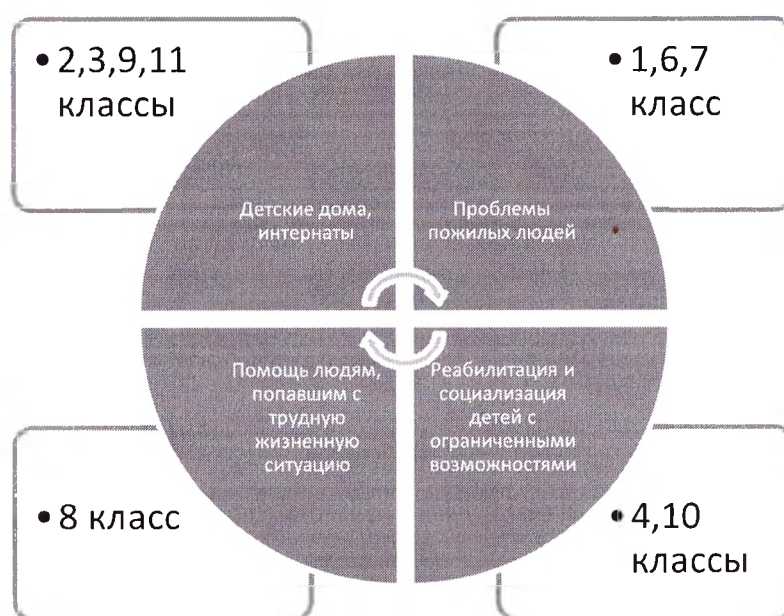 • 2,3,9,11
классы
• 1,6,7
класс
Детские дома,
интернаты
Проблемы
пожилых людей
Помощь людям,
попавшим с
трудную
жизненную
ситуацию
Реабилитация и
социализация
детей с
ограниченными
возможностями
• 8 класс
• 4,10
классы